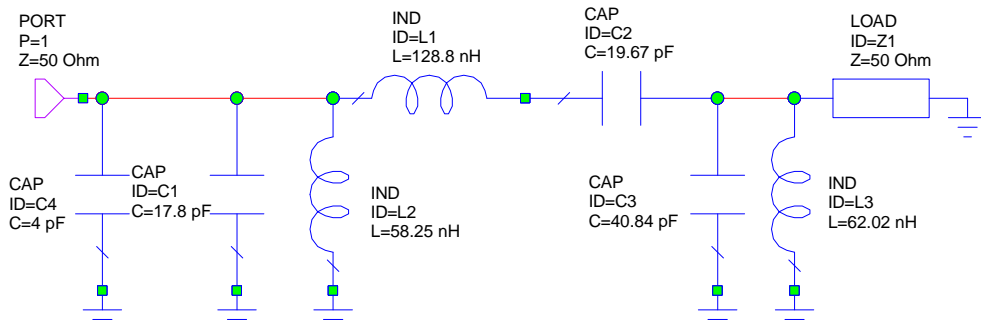 PORT
P=1
Z=50 Ohm
IND
ID=L1
L=128.8 nH
CAP
ID=C2
C=19.67 pF
LOAD
ID=Z1
Z=50 Ohm
CAP
ID=C4
C=4 pF
CAP
ID=C1
C=17.8 pF
IND
ID=L2
L=58.25 nH
CAP
ID=C3
C=40.84 pF
IND
ID=L3
L=62.02 nH